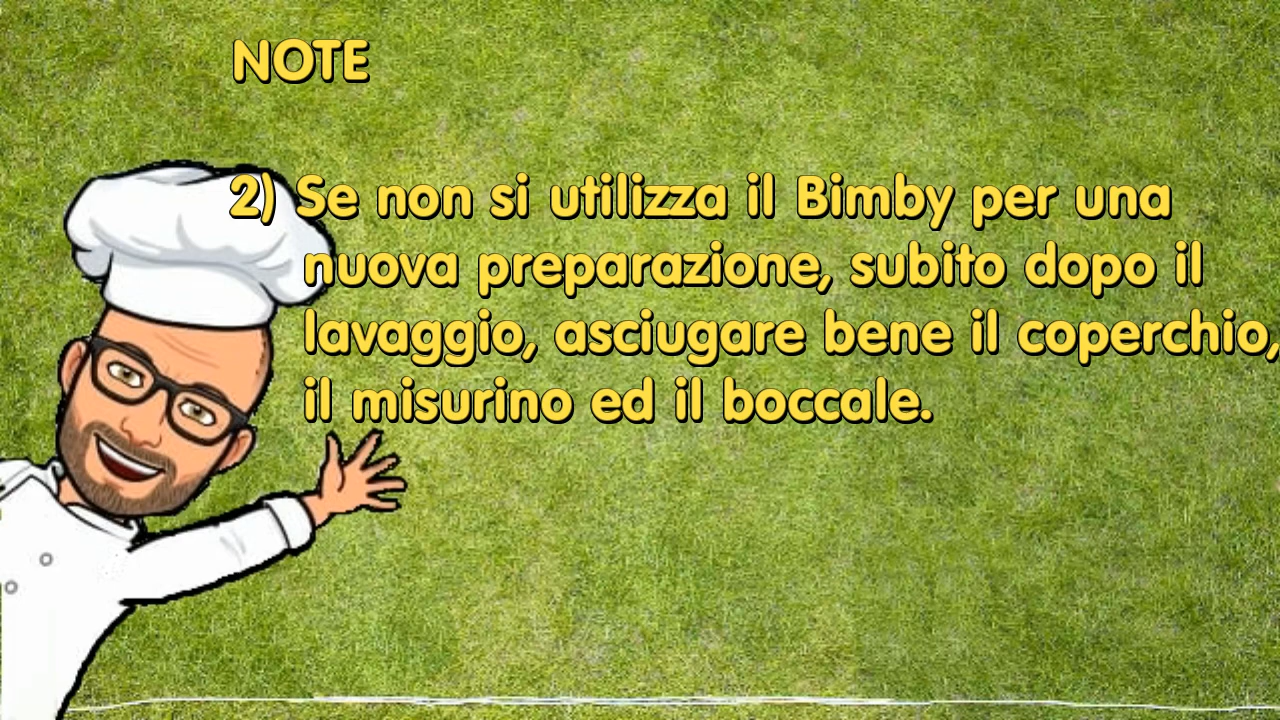 NOTE
2) Se non si utilizza il Bimby per una
nuova preparazione, subito dopo il
lavaggio, asciugare bene il coperchio,
il misurino ed il boccale.